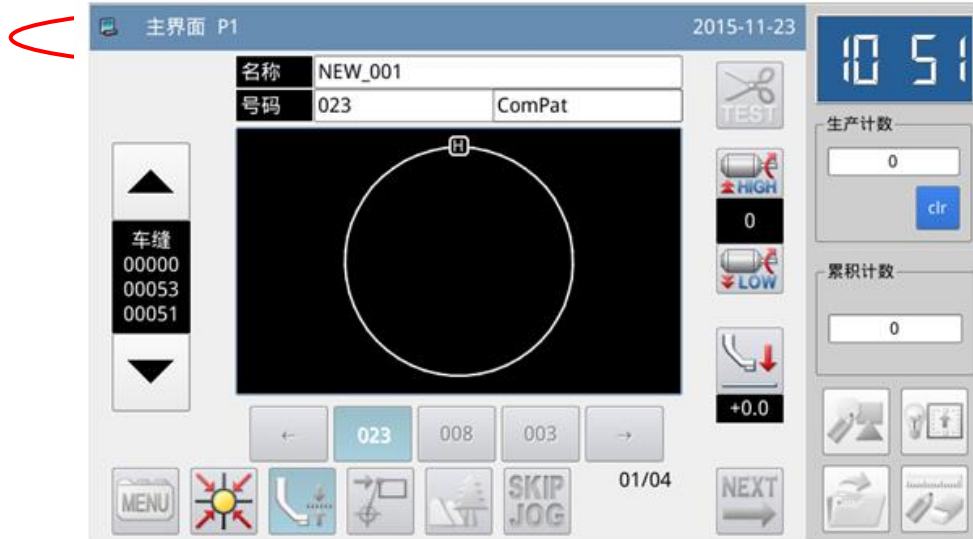 主界面 P1
2015-11-23
10 51
名称 NEW_001
号码 023 ComPat
TEST
生产计数
0
clr
H
HIGH
0
LOW
车缝
00000
00053
00051
累积计数
0
+0.0
← 023 008 003 →
01/04
MENU
SKIP
JOG
NEXT